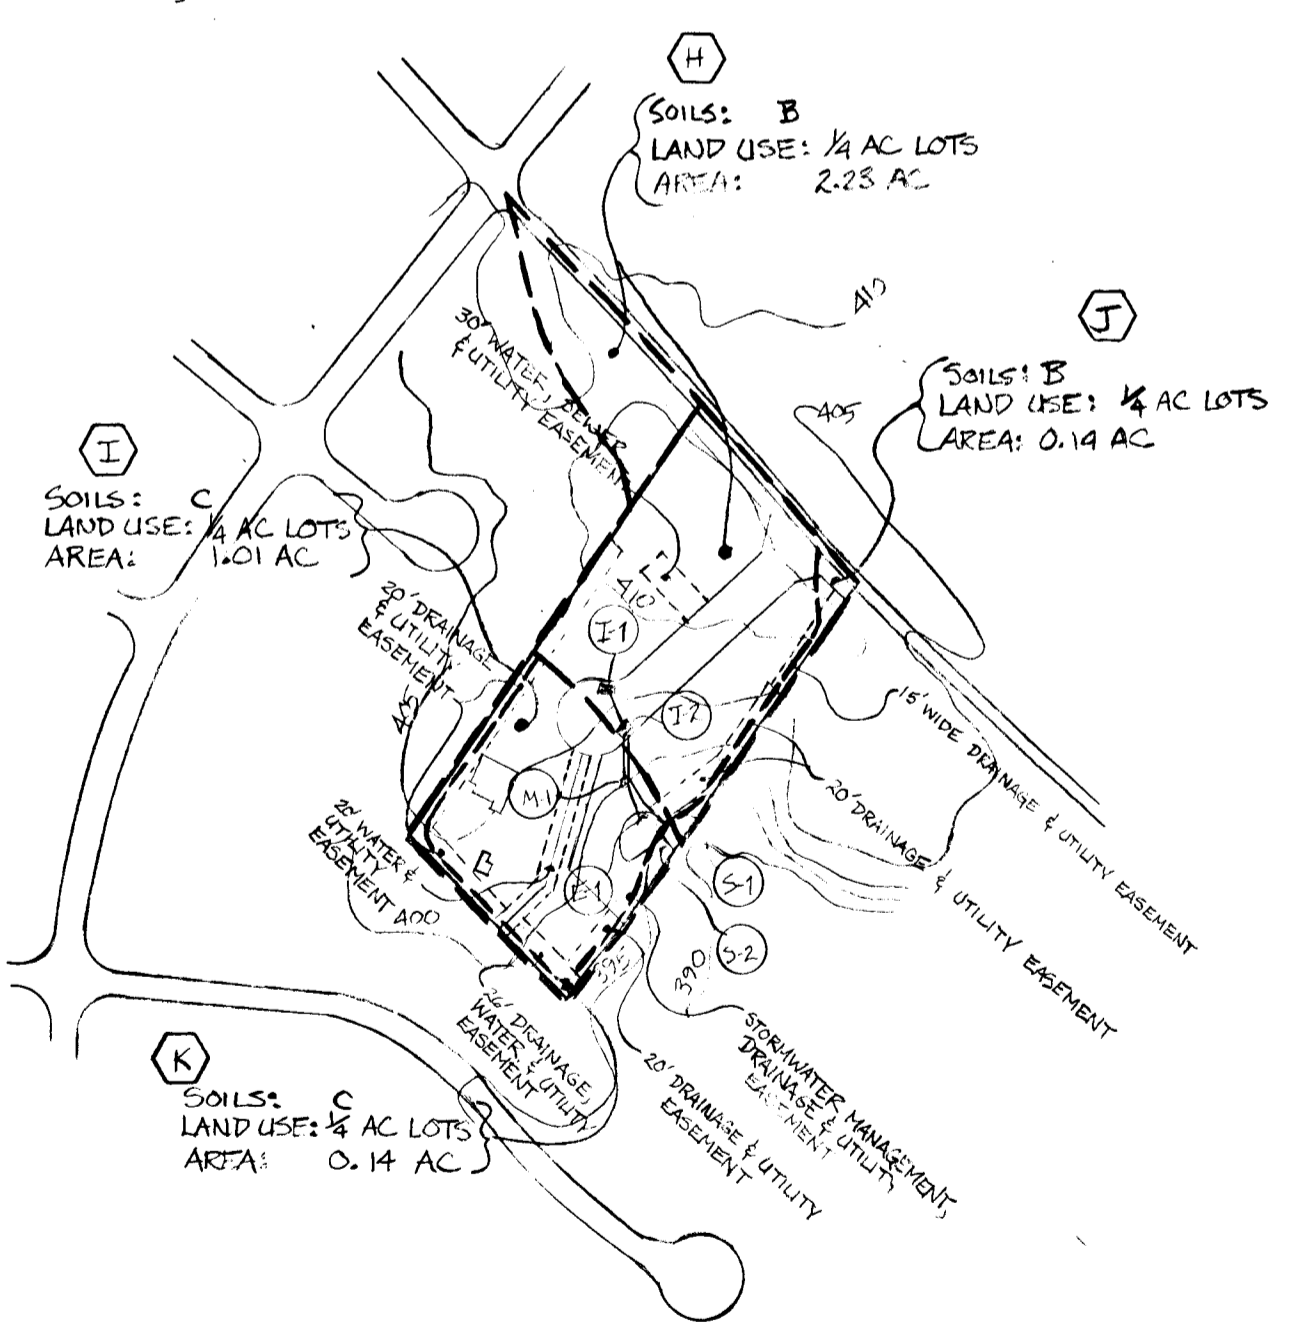 H
SOILS: B
LAND USE: 1/4 AC LOTS
AREA: 2.23 AC
410
J
SOILS: B
LAND USE: 1/4 AC LOTS
AREA: 0.14 AC
405
30' WATER, SEWER
& UTILITY EASEMENT
I
SOILS: C
LAND USE: 1/4 AC LOTS
AREA: 1.01 AC
20' DRAINAGE
& UTILITY
EASEMENT
405
410
I-1
I-2
M-1
15' WIDE DRAINAGE & UTILITY EASEMENT
20' DRAINAGE & UTILITY EASEMENT
20' WATER &
UTILITY
EASEMENT
400
S-1
S-2
395
390
26' DRAINAGE,
WATER, & UTILITY
EASEMENT
20' DRAINAGE & UTILITY
EASEMENT
STORMWATER MANAGEMENT,
DRAINAGE & UTILITY
EASEMENT
K
SOILS: C
LAND USE: 1/4 AC LOTS
AREA: 0.14 AC